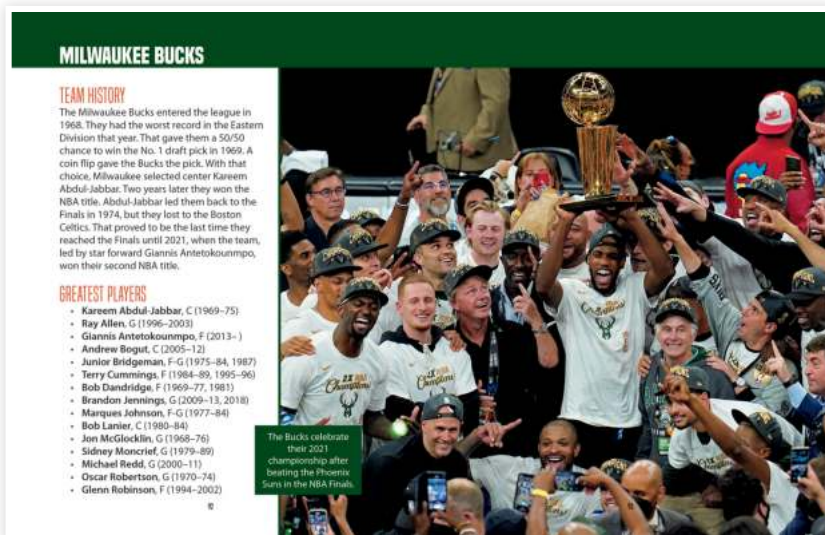 MILWAUKEE BUCKS
TEAM HISTORY
The Milwaukee Bucks entered the league in
1968. They had the worst record in the Eastern
Division that year. That gave them a 50/50
chance to win the No. 1 draft pick in 1969. A
coin flip gave the Bucks the pick. With that
choice, Milwaukee selected center Kareem
Abdul-Jabbar. Two years later they won the
NBA title. Abdul-Jabbar led them back to the
Finals in 1974, but they lost to the Boston
Celtics. That proved to be the last time they
reached the Finals until 2021, when the team,
led by star forward Giannis Antetokounmpo,
won their second NBA title.
GREATEST PLAYERS
• Kareem Abdul-Jabbar, C (1969–75)
• Ray Allen, G (1996–2003)
• Giannis Antetokounmpo, F (2013– )
• Andrew Bogut, C (2005–12)
• Junior Bridgeman, F-G (1975–84, 1987)
• Terry Cummings, F (1984–89, 1995–96)
• Bob Dandridge, F (1969–77, 1981)
• Brandon Jennings, G (2009–13, 2018)
• Marques Johnson, F-G (1977–84)
• Bob Lanier, C (1980–84)
• Jon McGlocklin, G (1968–76)
• Sidney Moncrief, G (1979–89)
• Michael Redd, G (2000–11)
• Oscar Robertson, G (1970–74)
• Glenn Robinson, F (1994–2002)
The Bucks celebrate
their 2021
championship after
beating the Phoenix
Suns in the NBA Finals.
2X NBA
Champions
2X NBA
Champions
Champions